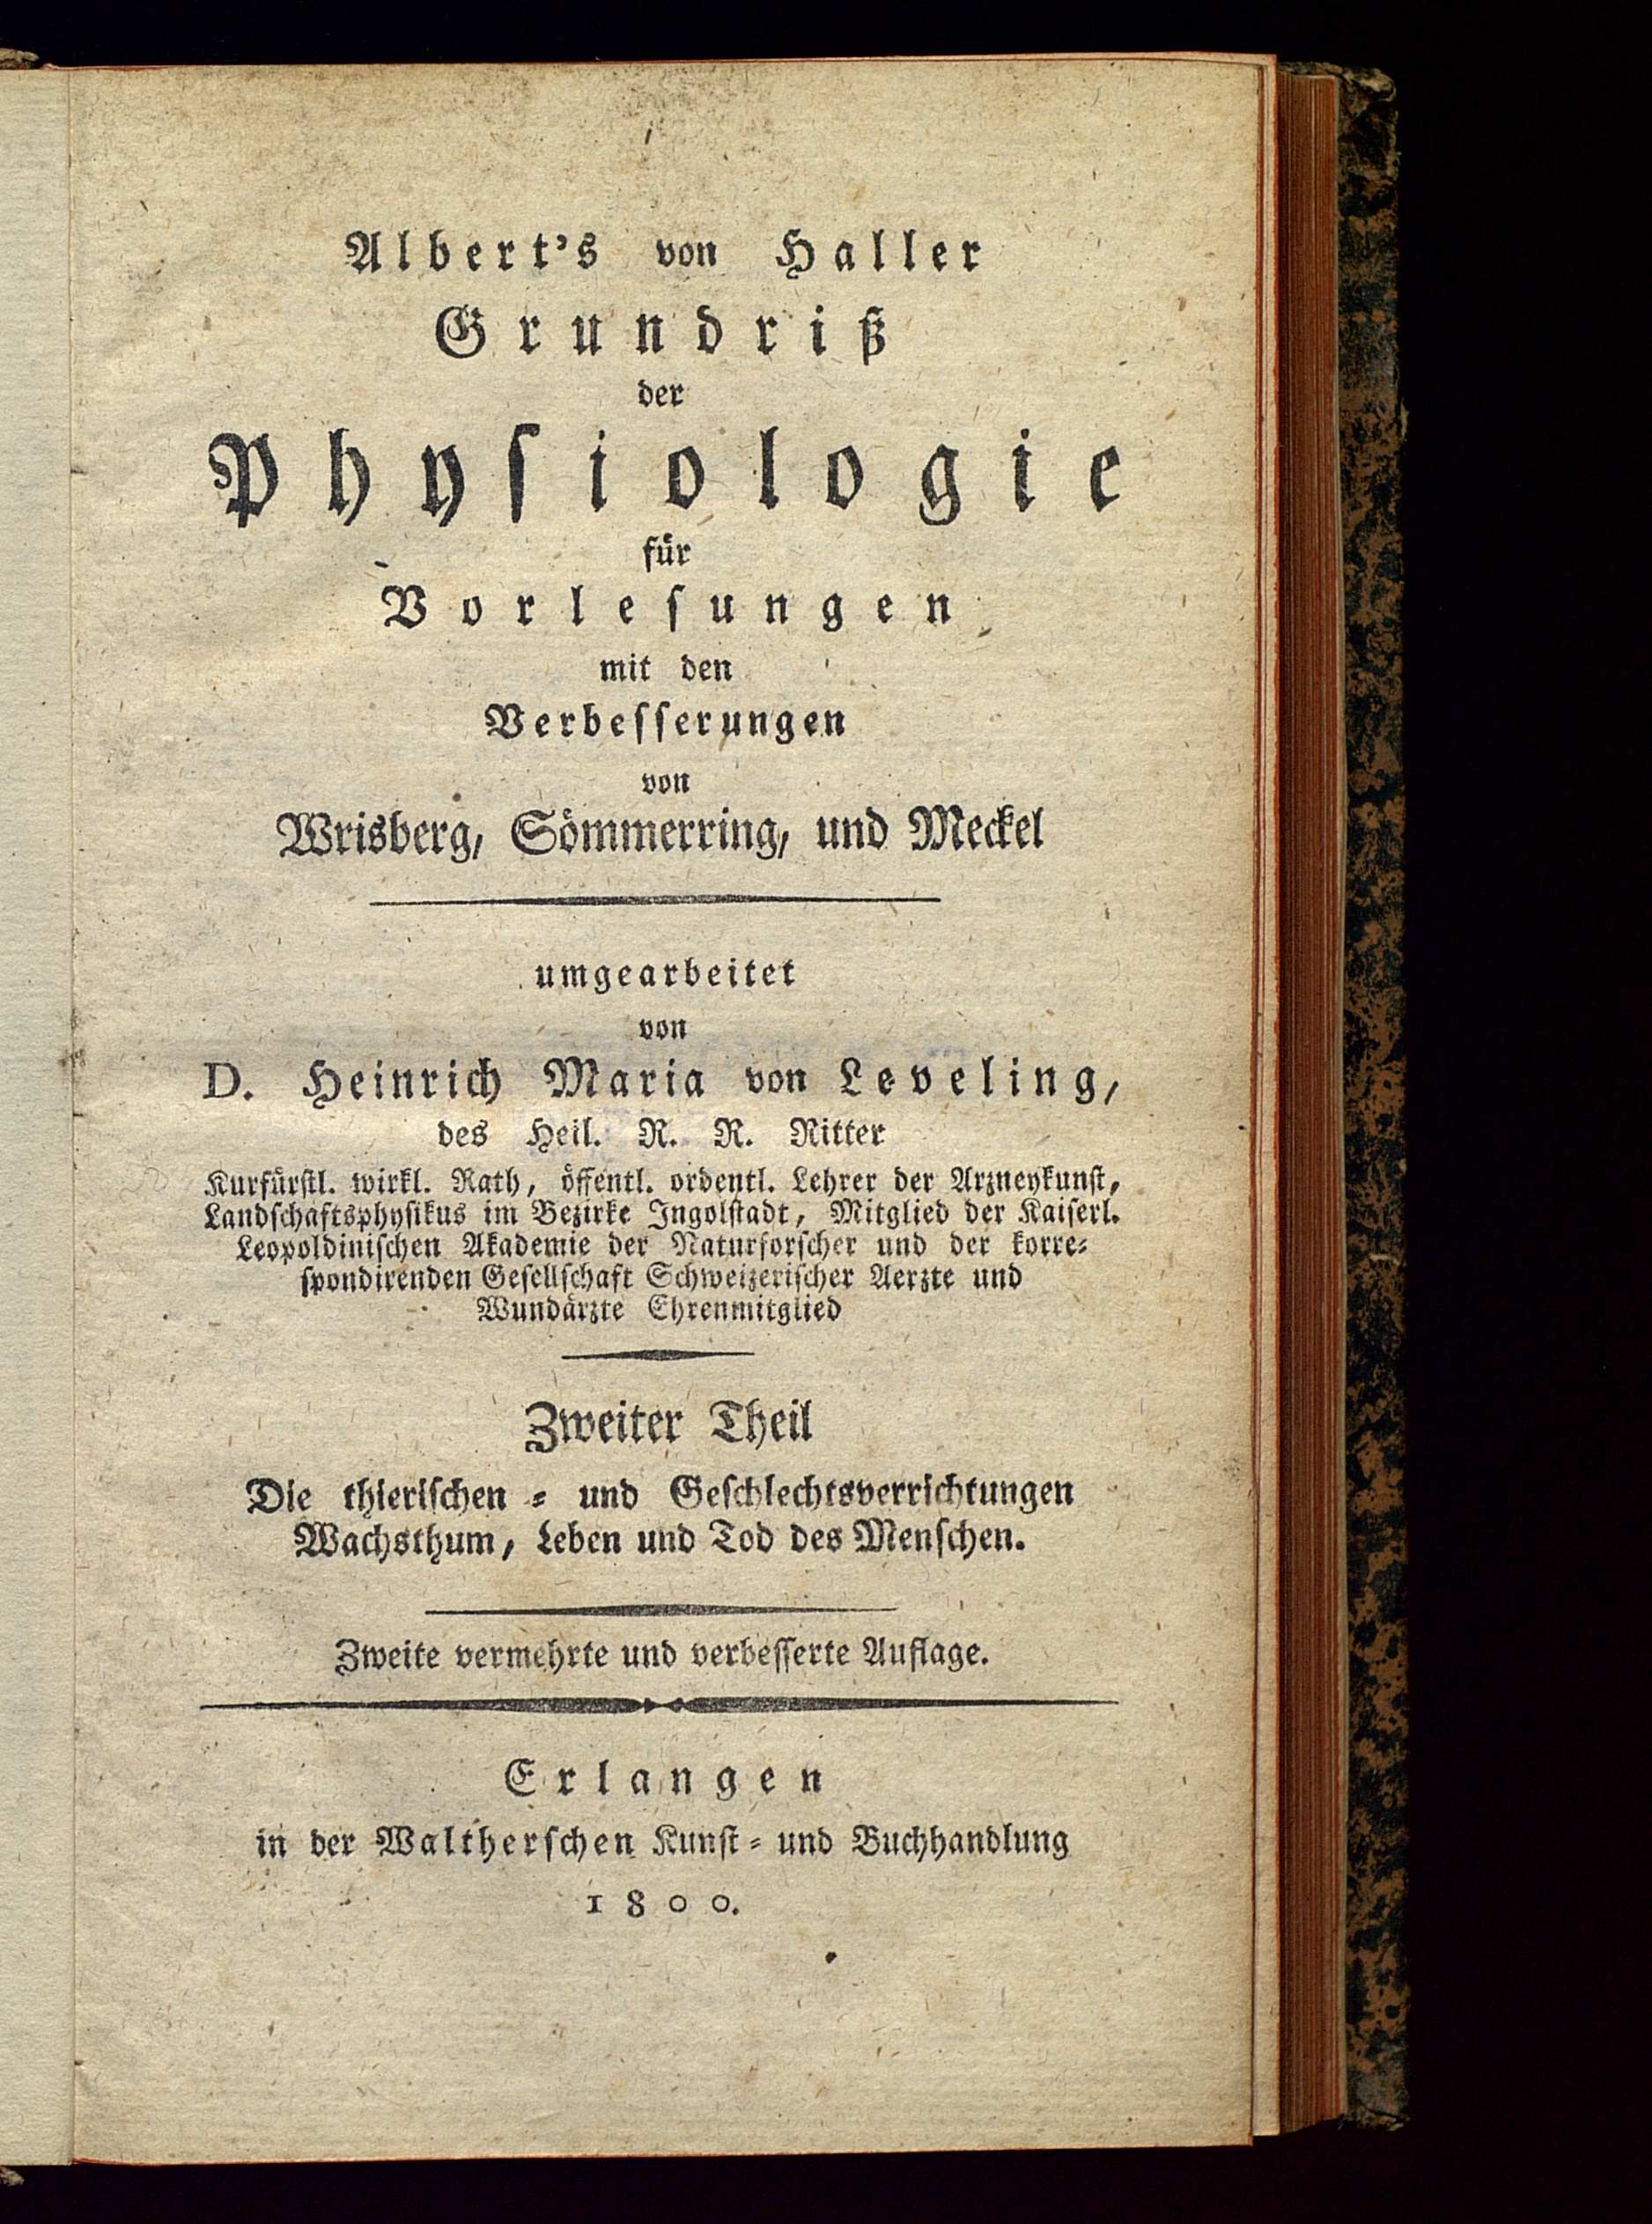 Albert's von Haller
Grundriß
der
Physiologie
für
Vorlesungen
mit den
Verbesserungen
von
Wrisberg, Sömmerring, und Meckel
umgearbeitet
von
D. Heinrich Maria von Leveling,
des Heil. R. R. Ritter
Kurfürstl. wirkl. Rath, öffentl. ordentl. Lehrer der Arzneykunst,
Landschaftsphysikus im Bezirke Ingolstadt, Mitglied der Kaiserl.
Leopoldinischen Akademie der Naturforscher und der korre-
spondirenden Gesellschaft Schweizerischer Aerzte und
Wundärzte Ehrenmitglied
Zweiter Theil
Die thierischen - und Geschlechtsverrichtungen
Wachsthum, Leben und Tod des Menschen.
Zweite vermehrte und verbesserte Auflage.
Erlangen
in der Waltherschen Kunst- und Buchhandlung
1800.